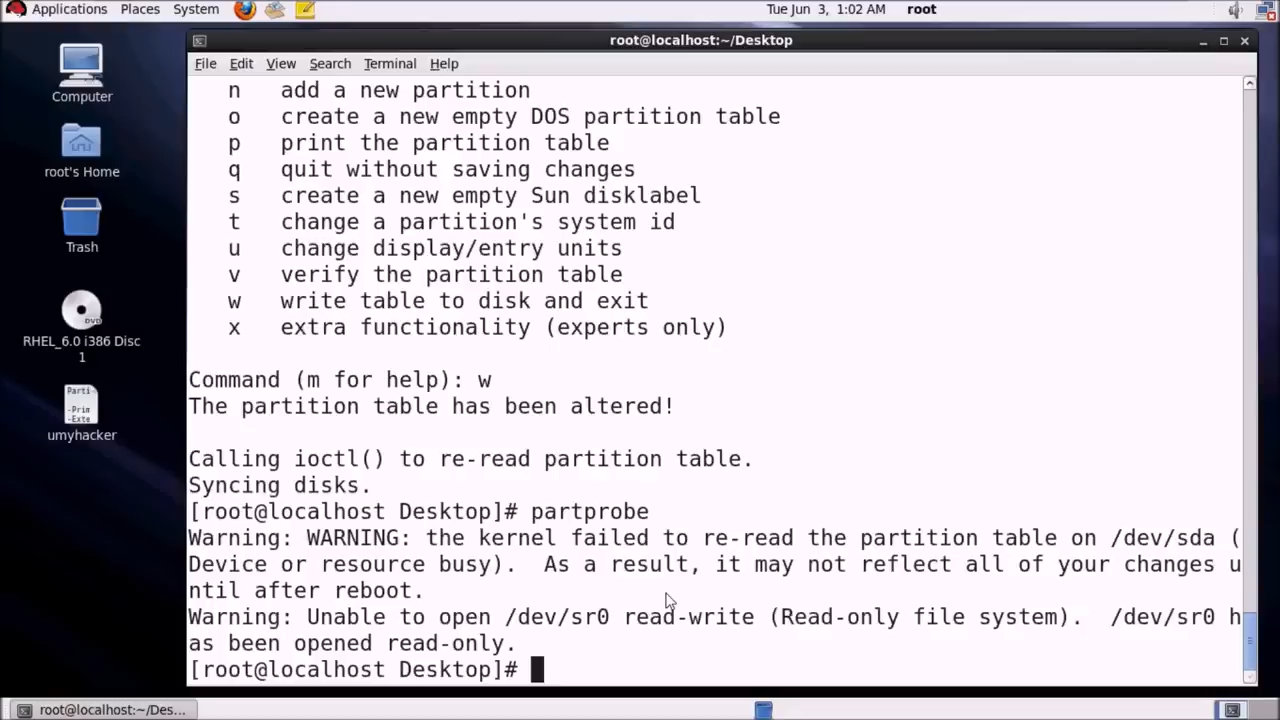 Applications Places System Tue Jun 3, 1:02 AM root
root@localhost:~/Desktop
File Edit View Search Terminal Help
Computer
root's Home
Trash
DVD
RHEL_6.0 i386 Disc
1
Parti
-Prim
-Exte
umyhacker
n add a new partition
o create a new empty DOS partition table
p print the partition table
q quit without saving changes
s create a new empty Sun disklabel
t change a partition's system id
u change display/entry units
v verify the partition table
w write table to disk and exit
x extra functionality (experts only)
Command (m for help): w
The partition table has been altered!
Calling ioctl() to re-read partition table.
Syncing disks.
[root@localhost Desktop]# partprobe
Warning: WARNING: the kernel failed to re-read the partition table on /dev/sda (
Device or resource busy).  As a result, it may not reflect all of your changes u
ntil after reboot.
Warning: Unable to open /dev/sr0 read-write (Read-only file system).  /dev/sr0 h
as been opened read-only.
[root@localhost Desktop]#
root@localhost:~/Des...